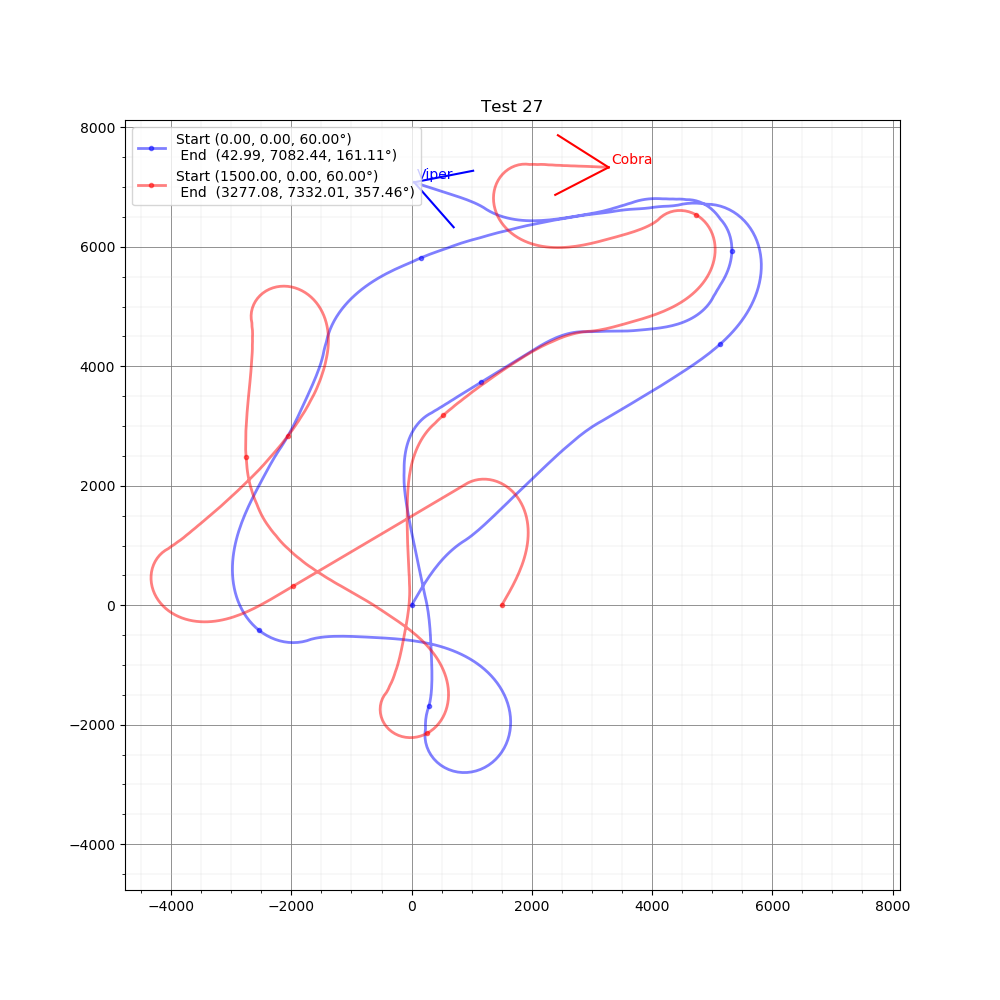 Test 27
8000
6000
4000
2000
0
−2000
−4000
Start (0.00, 0.00, 60.00°)
End (42.99, 7082.44, 161.11°)
Start (1500.00, 0.00, 60.00°)
End (3277.08, 7332.01, 357.46°)
Viper
Cobra
−4000 −2000 0 2000 4000 6000 8000